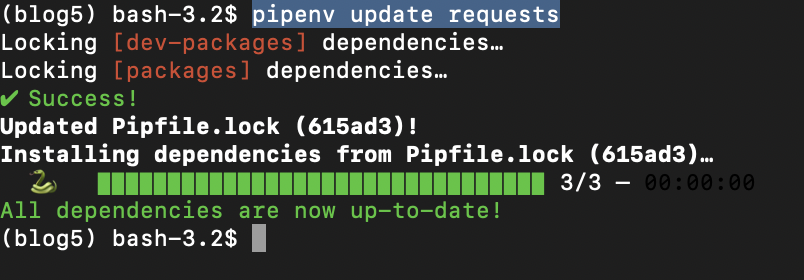 (blog5) bash-3.2$ pipenv update requests
Locking [dev-packages] dependencies…
Locking [packages] dependencies…
✔ Success!
Updated Pipfile.lock (615ad3)!
Installing dependencies from Pipfile.lock (615ad3)…
🐍 ▉▉▉▉▉▉▉▉▉▉▉▉▉▉▉▉▉▉▉▉▉▉▉▉▉▉▉▉▉▉▉▉ 3/3 — 00:00:00
All dependencies are now up-to-date!
(blog5) bash-3.2$